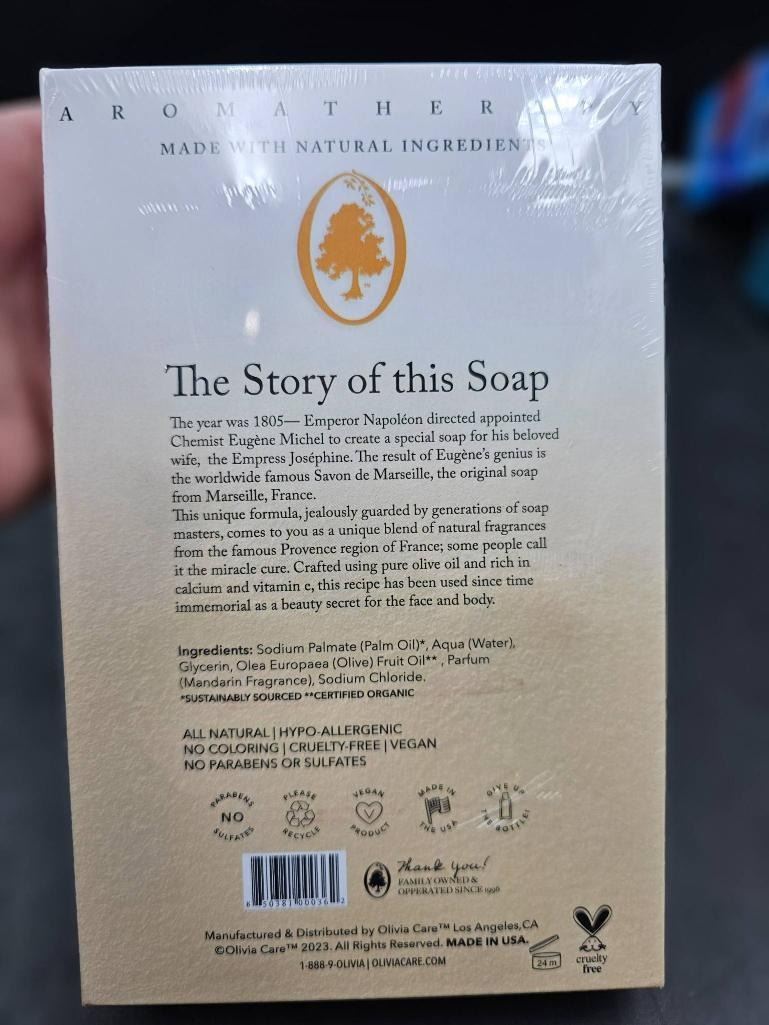 A R O M A T H E R A P Y
MADE WITH NATURAL INGREDIENTS
TM
The Story of this Soap
The year was 1805— Emperor Napoléon directed appointed
Chemist Eugène Michel to create a special soap for his beloved
wife, the Empress Joséphine. The result of Eugène's genius is
the worldwide famous Savon de Marseille, the original soap
from Marseille, France.
This unique formula, jealously guarded by generations of soap
masters, comes to you as a unique blend of natural fragrances
from the famous Provence region of France; some people call
it the miracle cure. Crafted using pure olive oil and rich in
calcium and vitamin e, this recipe has been used since time
immemorial as a beauty secret for the face and body.
Ingredients: Sodium Palmate (Palm Oil)*, Aqua (Water),
Glycerin, Olea Europaea (Olive) Fruit Oil** , Parfum
(Mandarin Fragrance), Sodium Chloride.
*SUSTAINABLY SOURCED **CERTIFIED ORGANIC
ALL NATURAL | HYPO-ALLERGENIC
NO COLORING | CRUELTY-FREE | VEGAN
NO PARABENS OR SULFATES
PARABENS NO SULFATES
PLEASE RECYCLE
VEGAN PRODUCT
MADE IN THE USA
GIVE UP THE BOTTLE!
6 50381 00036 2
Thank you!
FAMILY OWNED &
OPPERATED SINCE 1996
Manufactured & Distributed by Olivia Care™ Los Angeles, CA
©Olivia Care™ 2023. All Rights Reserved. MADE IN USA.
1-888-9-OLIVIA | OLIVIACARE.COM
24 m
cruelty
free